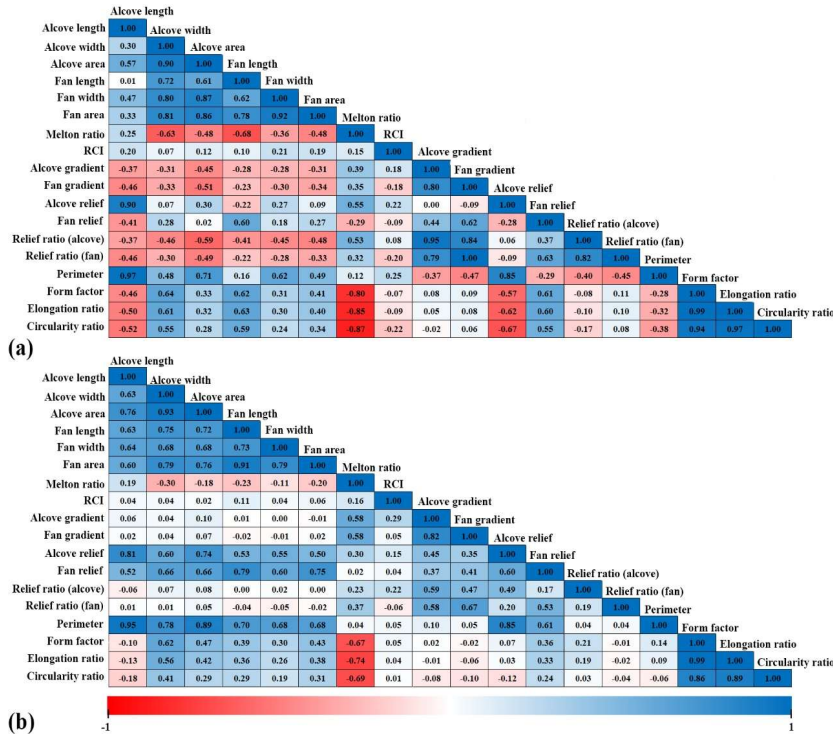 Alcove length
Alcove length 1.00 Alcove width
Alcove width 0.30 1.00 Alcove area
Alcove area 0.57 0.90 1.00 Fan length
Fan length 0.01 0.72 0.61 1.00 Fan width
Fan width 0.47 0.80 0.87 0.62 1.00 Fan area
Fan area 0.33 0.81 0.86 0.78 0.92 1.00 Melton ratio
Melton ratio 0.25 -0.63 -0.48 -0.68 -0.36 -0.48 1.00 RCI
RCI 0.20 0.07 0.12 0.10 0.21 0.19 0.15 1.00 Alcove gradient
Alcove gradient -0.37 -0.31 -0.45 -0.28 -0.28 -0.31 0.39 0.18 1.00 Fan gradient
Fan gradient -0.46 -0.33 -0.51 -0.23 -0.30 -0.34 0.35 -0.18 0.80 1.00 Alcove relief
Alcove relief 0.90 0.07 0.30 -0.22 0.27 0.09 0.55 0.22 0.00 -0.09 1.00 Fan relief
Fan relief -0.41 0.28 0.02 0.60 0.18 0.27 -0.29 -0.09 0.44 0.62 -0.28 1.00 Relief ratio (alcove)
Relief ratio (alcove) -0.37 -0.46 -0.59 -0.41 -0.45 -0.48 0.53 0.08 0.95 0.84 0.06 0.37 1.00 Relief ratio (fan)
Relief ratio (fan) -0.46 -0.30 -0.49 -0.22 -0.28 -0.33 0.32 -0.20 0.79 1.00 -0.09 0.63 0.82 1.00 Perimeter
Perimeter 0.97 0.48 0.71 0.16 0.62 0.49 0.12 0.25 -0.37 -0.47 0.85 -0.29 -0.40 -0.45 1.00 Form factor
Form factor -0.46 0.64 0.33 0.62 0.31 0.41 -0.80 -0.07 0.08 0.09 -0.57 0.61 -0.08 0.11 -0.28 1.00 Elongation ratio
Elongation ratio -0.50 0.61 0.32 0.63 0.30 0.40 -0.85 -0.09 0.05 0.08 -0.62 0.60 -0.10 0.10 -0.32 0.99 1.00 Circularity ratio
Circularity ratio -0.52 0.55 0.28 0.59 0.24 0.34 -0.87 -0.22 -0.02 0.06 -0.67 0.55 -0.17 0.08 -0.38 0.94 0.97 1.00
(a)
Alcove length
Alcove length 1.00 Alcove width
Alcove width 0.63 1.00 Alcove area
Alcove area 0.76 0.93 1.00 Fan length
Fan length 0.63 0.75 0.72 1.00 Fan width
Fan width 0.64 0.68 0.68 0.73 1.00 Fan area
Fan area 0.60 0.79 0.76 0.91 0.79 1.00 Melton ratio
Melton ratio 0.19 -0.30 -0.18 -0.23 -0.11 -0.20 1.00 RCI
RCI 0.04 0.04 0.02 0.11 0.04 0.06 0.16 1.00 Alcove gradient
Alcove gradient 0.06 0.04 0.10 0.01 0.00 -0.01 0.58 0.29 1.00 Fan gradient
Fan gradient 0.02 0.04 0.07 -0.02 -0.01 0.02 0.58 0.05 0.82 1.00 Alcove relief
Alcove relief 0.81 0.60 0.74 0.53 0.55 0.50 0.30 0.15 0.45 0.35 1.00 Fan relief
Fan relief 0.52 0.66 0.66 0.79 0.60 0.75 0.02 0.04 0.37 0.41 0.60 1.00 Relief ratio (alcove)
Relief ratio (alcove) -0.06 0.07 0.08 0.00 0.02 0.00 0.23 0.22 0.59 0.47 0.49 0.17 1.00 Relief ratio (fan)
Relief ratio (fan) 0.01 0.01 0.05 -0.04 -0.05 -0.02 0.37 -0.06 0.58 0.67 0.20 0.53 0.19 1.00 Perimeter
Perimeter 0.95 0.78 0.89 0.70 0.68 0.68 0.04 0.05 0.10 0.05 0.85 0.61 0.04 0.04 1.00 Form factor
Form factor -0.10 0.62 0.47 0.39 0.30 0.43 -0.67 0.05 0.02 -0.02 0.07 0.36 0.21 -0.01 0.14 1.00 Elongation ratio
Elongation ratio -0.13 0.56 0.42 0.36 0.26 0.38 -0.74 0.04 -0.01 -0.06 0.03 0.33 0.19 -0.02 0.09 0.99 1.00 Circularity ratio
Circularity ratio -0.18 0.41 0.29 0.29 0.19 0.31 -0.69 0.01 -0.08 -0.10 -0.12 0.24 0.03 -0.04 -0.06 0.86 0.89 1.00
(b)
-1 1